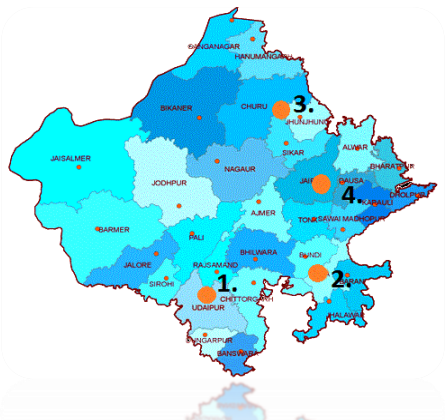 GANGANAGAR
HANUMANGARH
BIKANER
CHURU
3.
JHUNJHUNU
SIKAR
ALWAR
JAISALMER
NAGAUR
BHARATPUR
JODHPUR
JAIP
DAUSA
4.
DHOLPUR
KARAULI
AJMER
TONK
SAWAI MADHOPUR
BARMER
PALI
BHILWARA
BUNDI
JALORE
RAJSAMAND
1.
2.
BARAN
SIROHI
CHITTORGARH
UDAIPUR
JHALAWAR
DUNGARPUR
BANSWARA